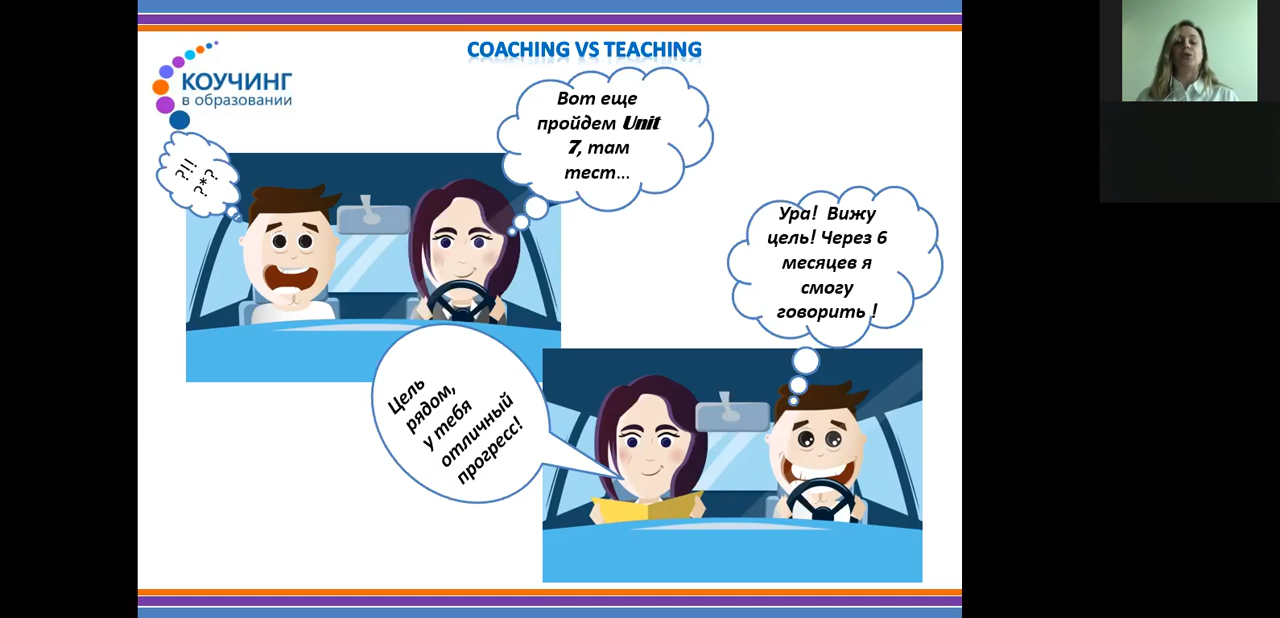 COACHING VS TEACHING
КОУЧИНГ
в образовании
?!!
?*?
Вот еще
пройдем Unit
7, там
тест...
Ура! Вижу
цель! Через 6
месяцев я
смогу
говорить !
Цель
рядом,
у тебя
отличный
прогресс!